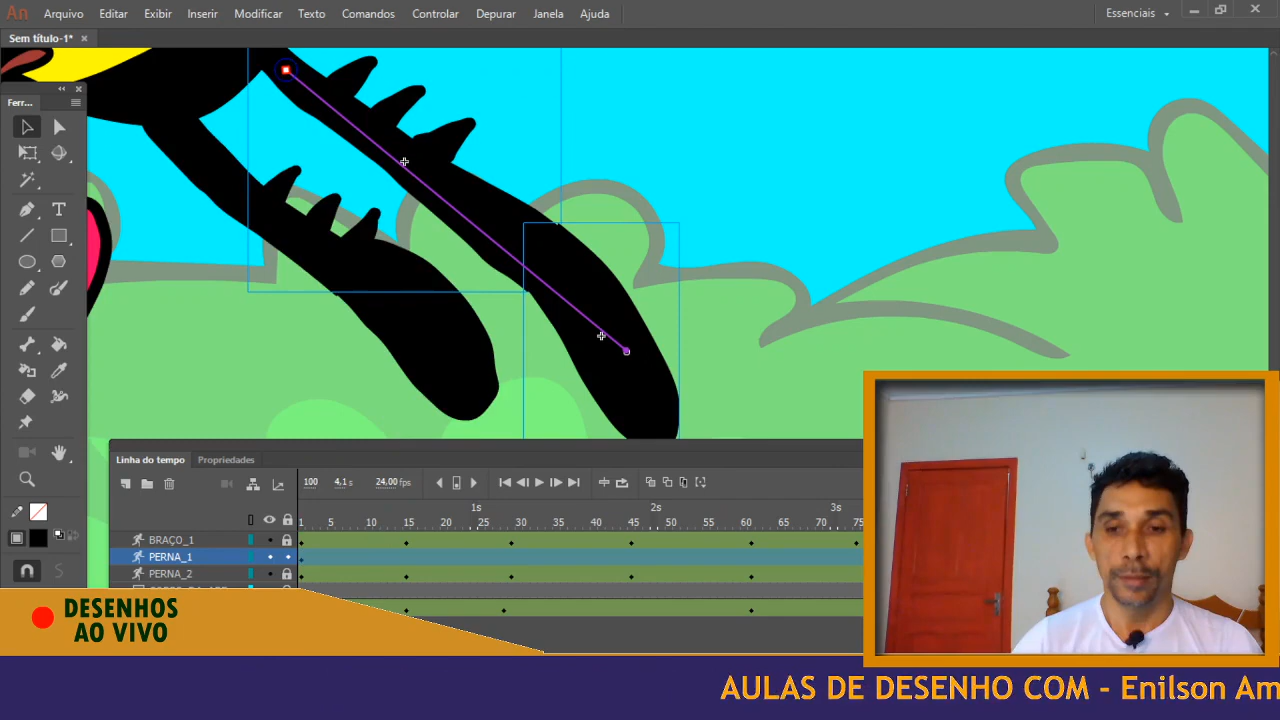 An Arquivo Editar Exibir Inserir Modificar Texto Comandos Controlar Depurar Janela Ajuda Essenciais
Sem título-1*
Ferr...
T
Linha do tempo Propriedades
100 4,1 s 24,00 fps
1s 2s 3s
1 5 10 15 20 25 30 35 40 45 50 55 60 65 70 75
BRAÇO_1
PERNA_1
PERNA_2
DESENHOS
AO VIVO
AULAS DE DESENHO COM - Enilson Am